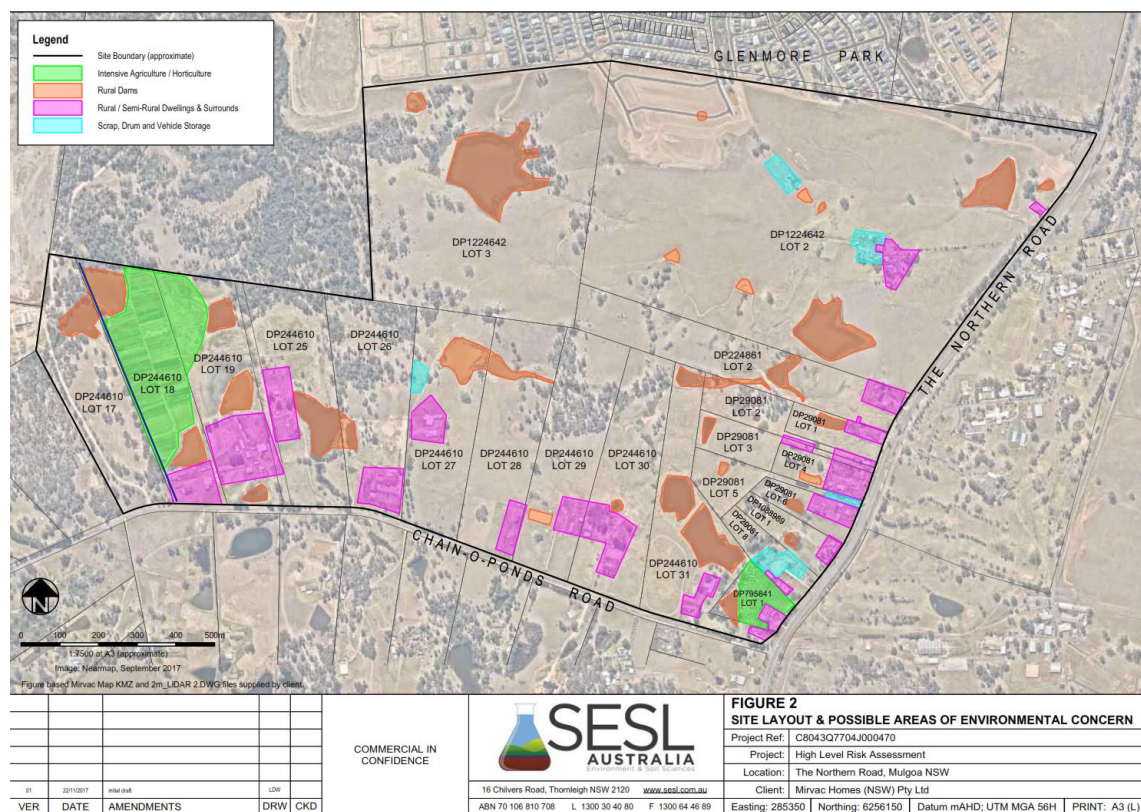 Legend
Site Boundary (approximate)
Intensive Agriculture / Horticulture
Rural Dams
Rural / Semi-Rural Dwellings & Surrounds
Scrap, Drum and Vehicle Storage
GLENMORE PARK
DP1224642
LOT 3
DP1224642
LOT 2
THE NORTHERN ROAD
DP244610
LOT 17
DP244610
LOT 18
DP244610
LOT 19
DP244610
LOT 25
DP244610
LOT 26
DP244610
LOT 27
DP244610
LOT 28
DP244610
LOT 29
DP244610
LOT 30
DP244610
LOT 31
DP224861
LOT 2
DP29081
LOT 2
DP29081
LOT 1
DP29081
LOT 3
DP29081
LOT 4
DP29081
LOT 5
DP29081
LOT 6
DP1088989
LOT 1
DP29081
LOT 8
DP795841
LOT 1
CHAIN-O-PONDS ROAD
N
0 100 200 300 400 500m
1:7500 at A3 (approximate)
Image: Nearmap, September 2017
Figure based Mirvac Map KMZ and 2m_LiDAR 2.DWG files supplied by client.
01 22/11/2017 Initial draft LDW
VER DATE AMENDMENTS DRW CKD
COMMERCIAL IN
CONFIDENCE
SESL
AUSTRALIA
Environment & Soil Sciences
16 Chilvers Road, Thornleigh NSW 2120 www.sesl.com.au
ABN 70 106 810 708 L 1300 30 40 80 F 1300 64 46 89
FIGURE 2
SITE LAYOUT & POSSIBLE AREAS OF ENVIRONMENTAL CONCERN
Project Ref: C8043Q7704J000470
Project: High Level Risk Assessment
Location: The Northern Road, Mulgoa NSW
Client: Mirvac Homes (NSW) Pty Ltd
Easting: 285350 Northing: 6256150 Datum mAHD; UTM MGA 56H PRINT: A3 (L)